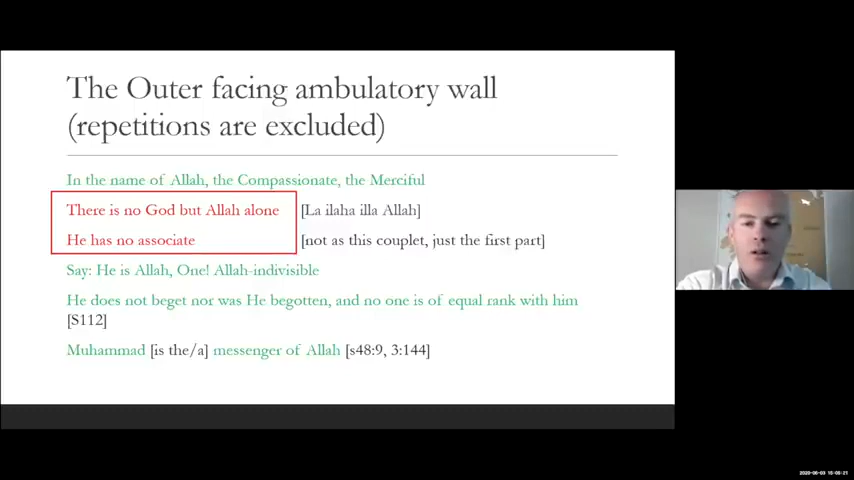 The Outer facing ambulatory wall
(repetitions are excluded)
In the name of Allah, the Compassionate, the Merciful
There is no God but Allah alone [La ilaha illa Allah]
He has no associate [not as this couplet, just the first part]
Say: He is Allah, One! Allah-indivisible
He does not beget nor was He begotten, and no one is of equal rank with him
[S112]
Muhammad [is the/a] messenger of Allah [s48:9, 3:144]